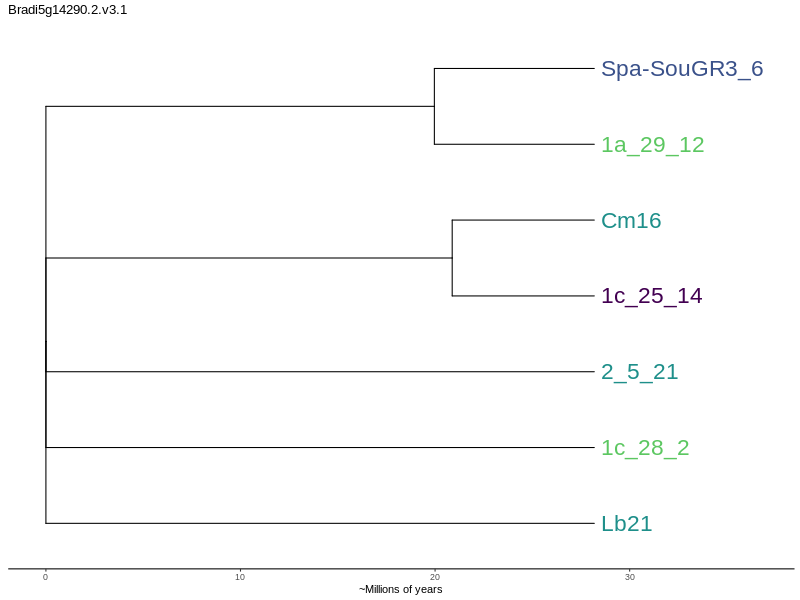 Bradi5g14290.2.v3.1
Spa-SouGR3_6
1a_29_12
Cm16
1c_25_14
2_5_21
1c_28_2
Lb21
0 10 20 30
~Millions of years